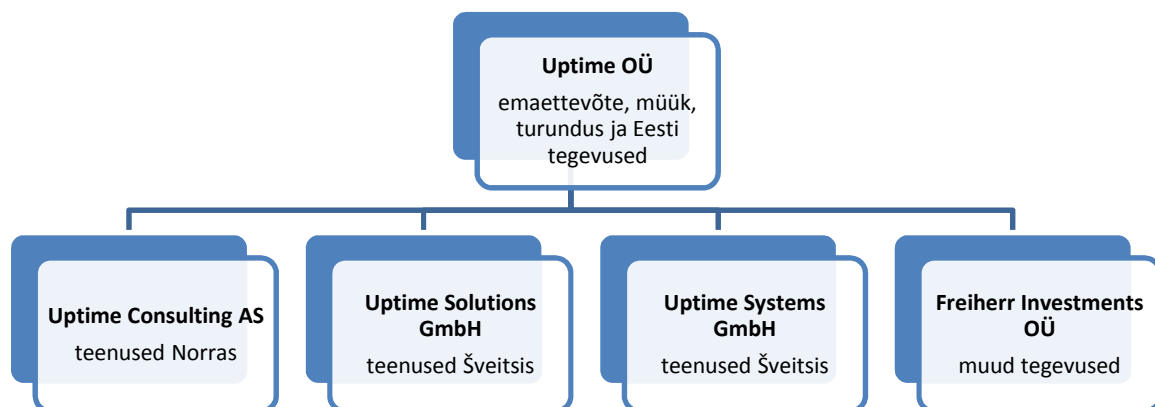 Uptime OÜ
emaettevõte, müük,
turundus ja Eesti
tegevused
Uptime Consulting AS
teenused Norras
Uptime Solutions
GmbH
teenused Šveitsis
Uptime Systems
GmbH
teenused Šveitsis
Freiherr Investments
OÜ
muud tegevused